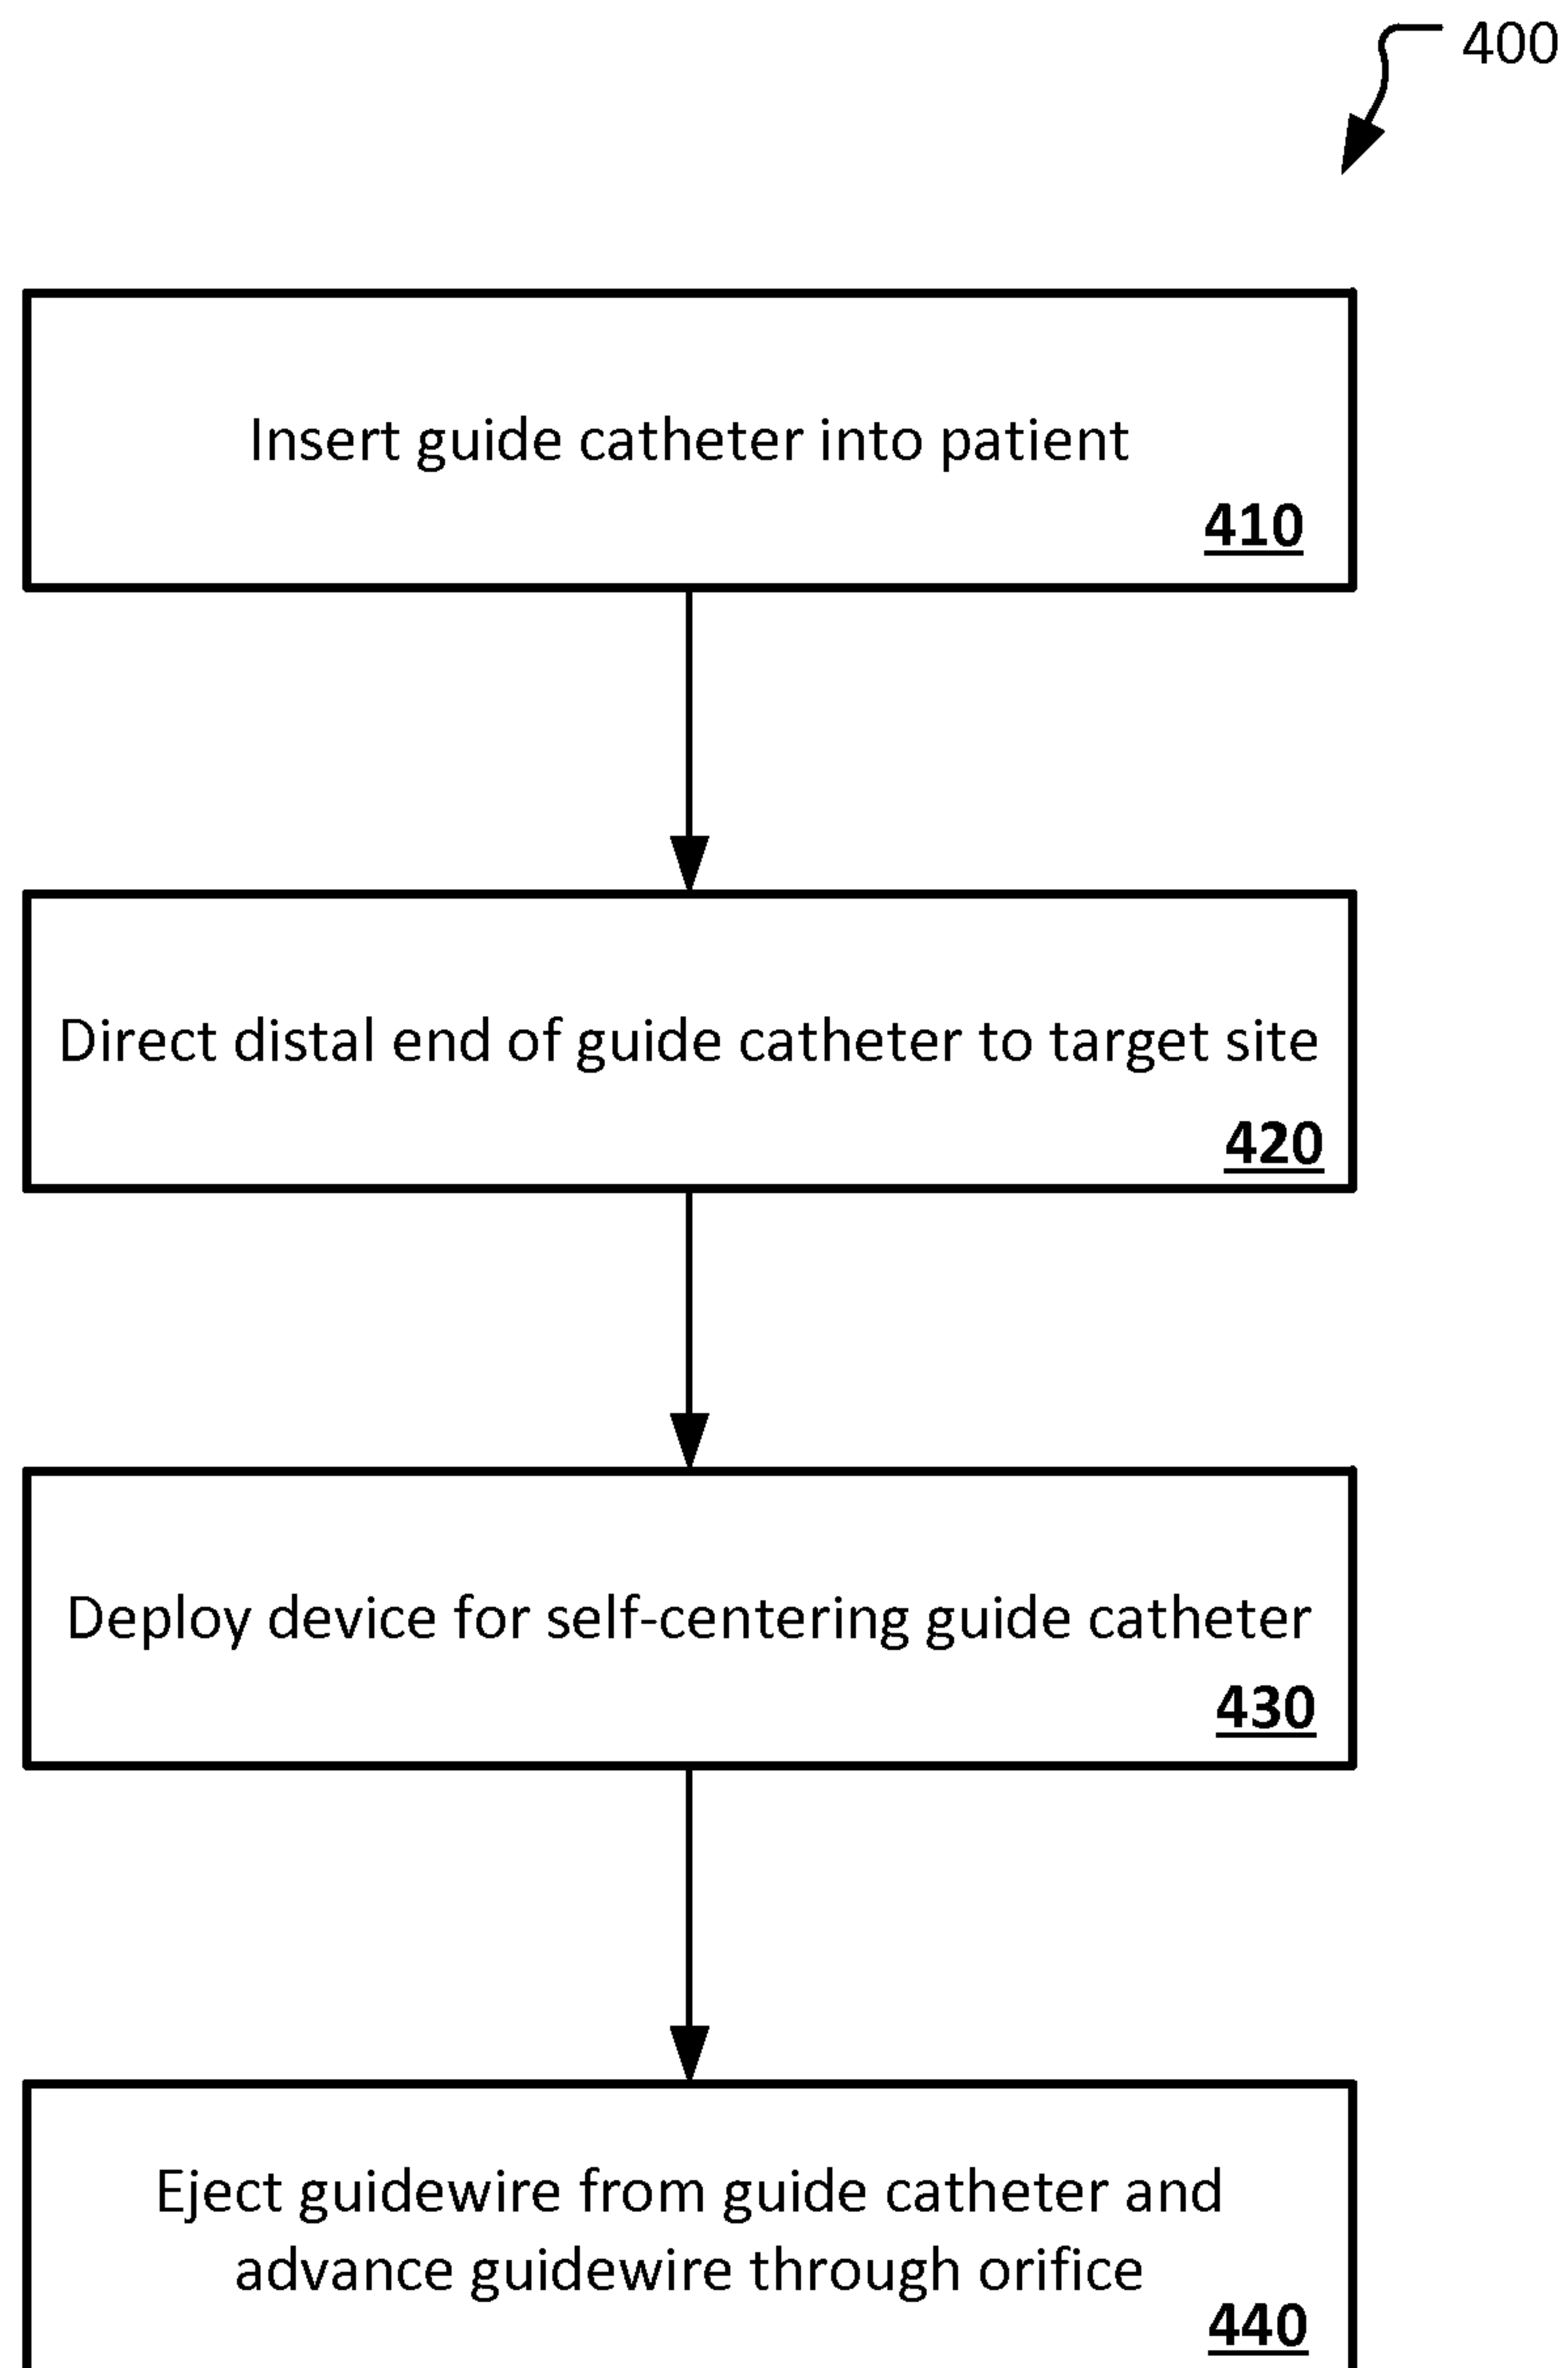 400
Insert guide catheter into patient
410
Direct distal end of guide catheter to target site
420
Deploy device for self-centering guide catheter
430
Eject guidewire from guide catheter and
advance guidewire through orifice
440